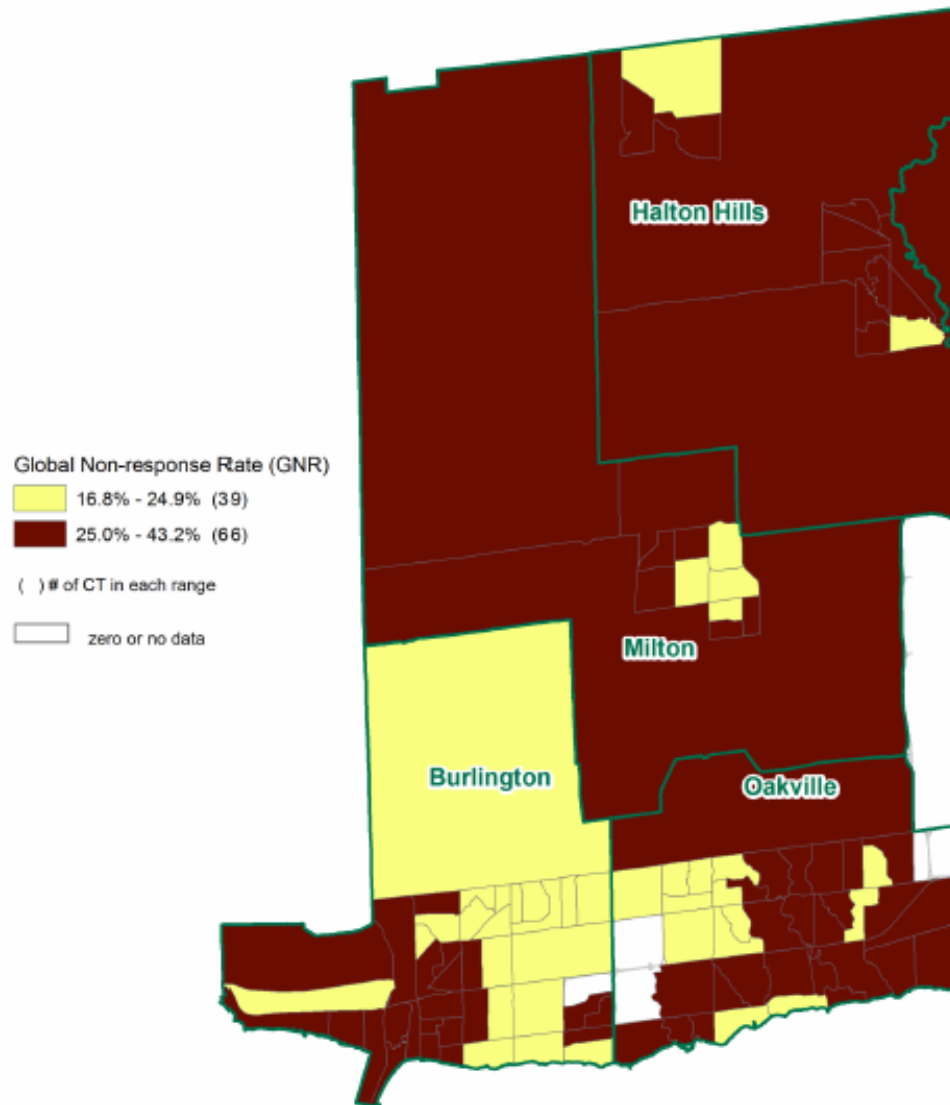 Halton Hills
Global Non-response Rate (GNR)
16.8% - 24.9% (39)
25.0% - 43.2% (66)
( ) # of CT in each range
zero or no data
Milton
Burlington
Oakville